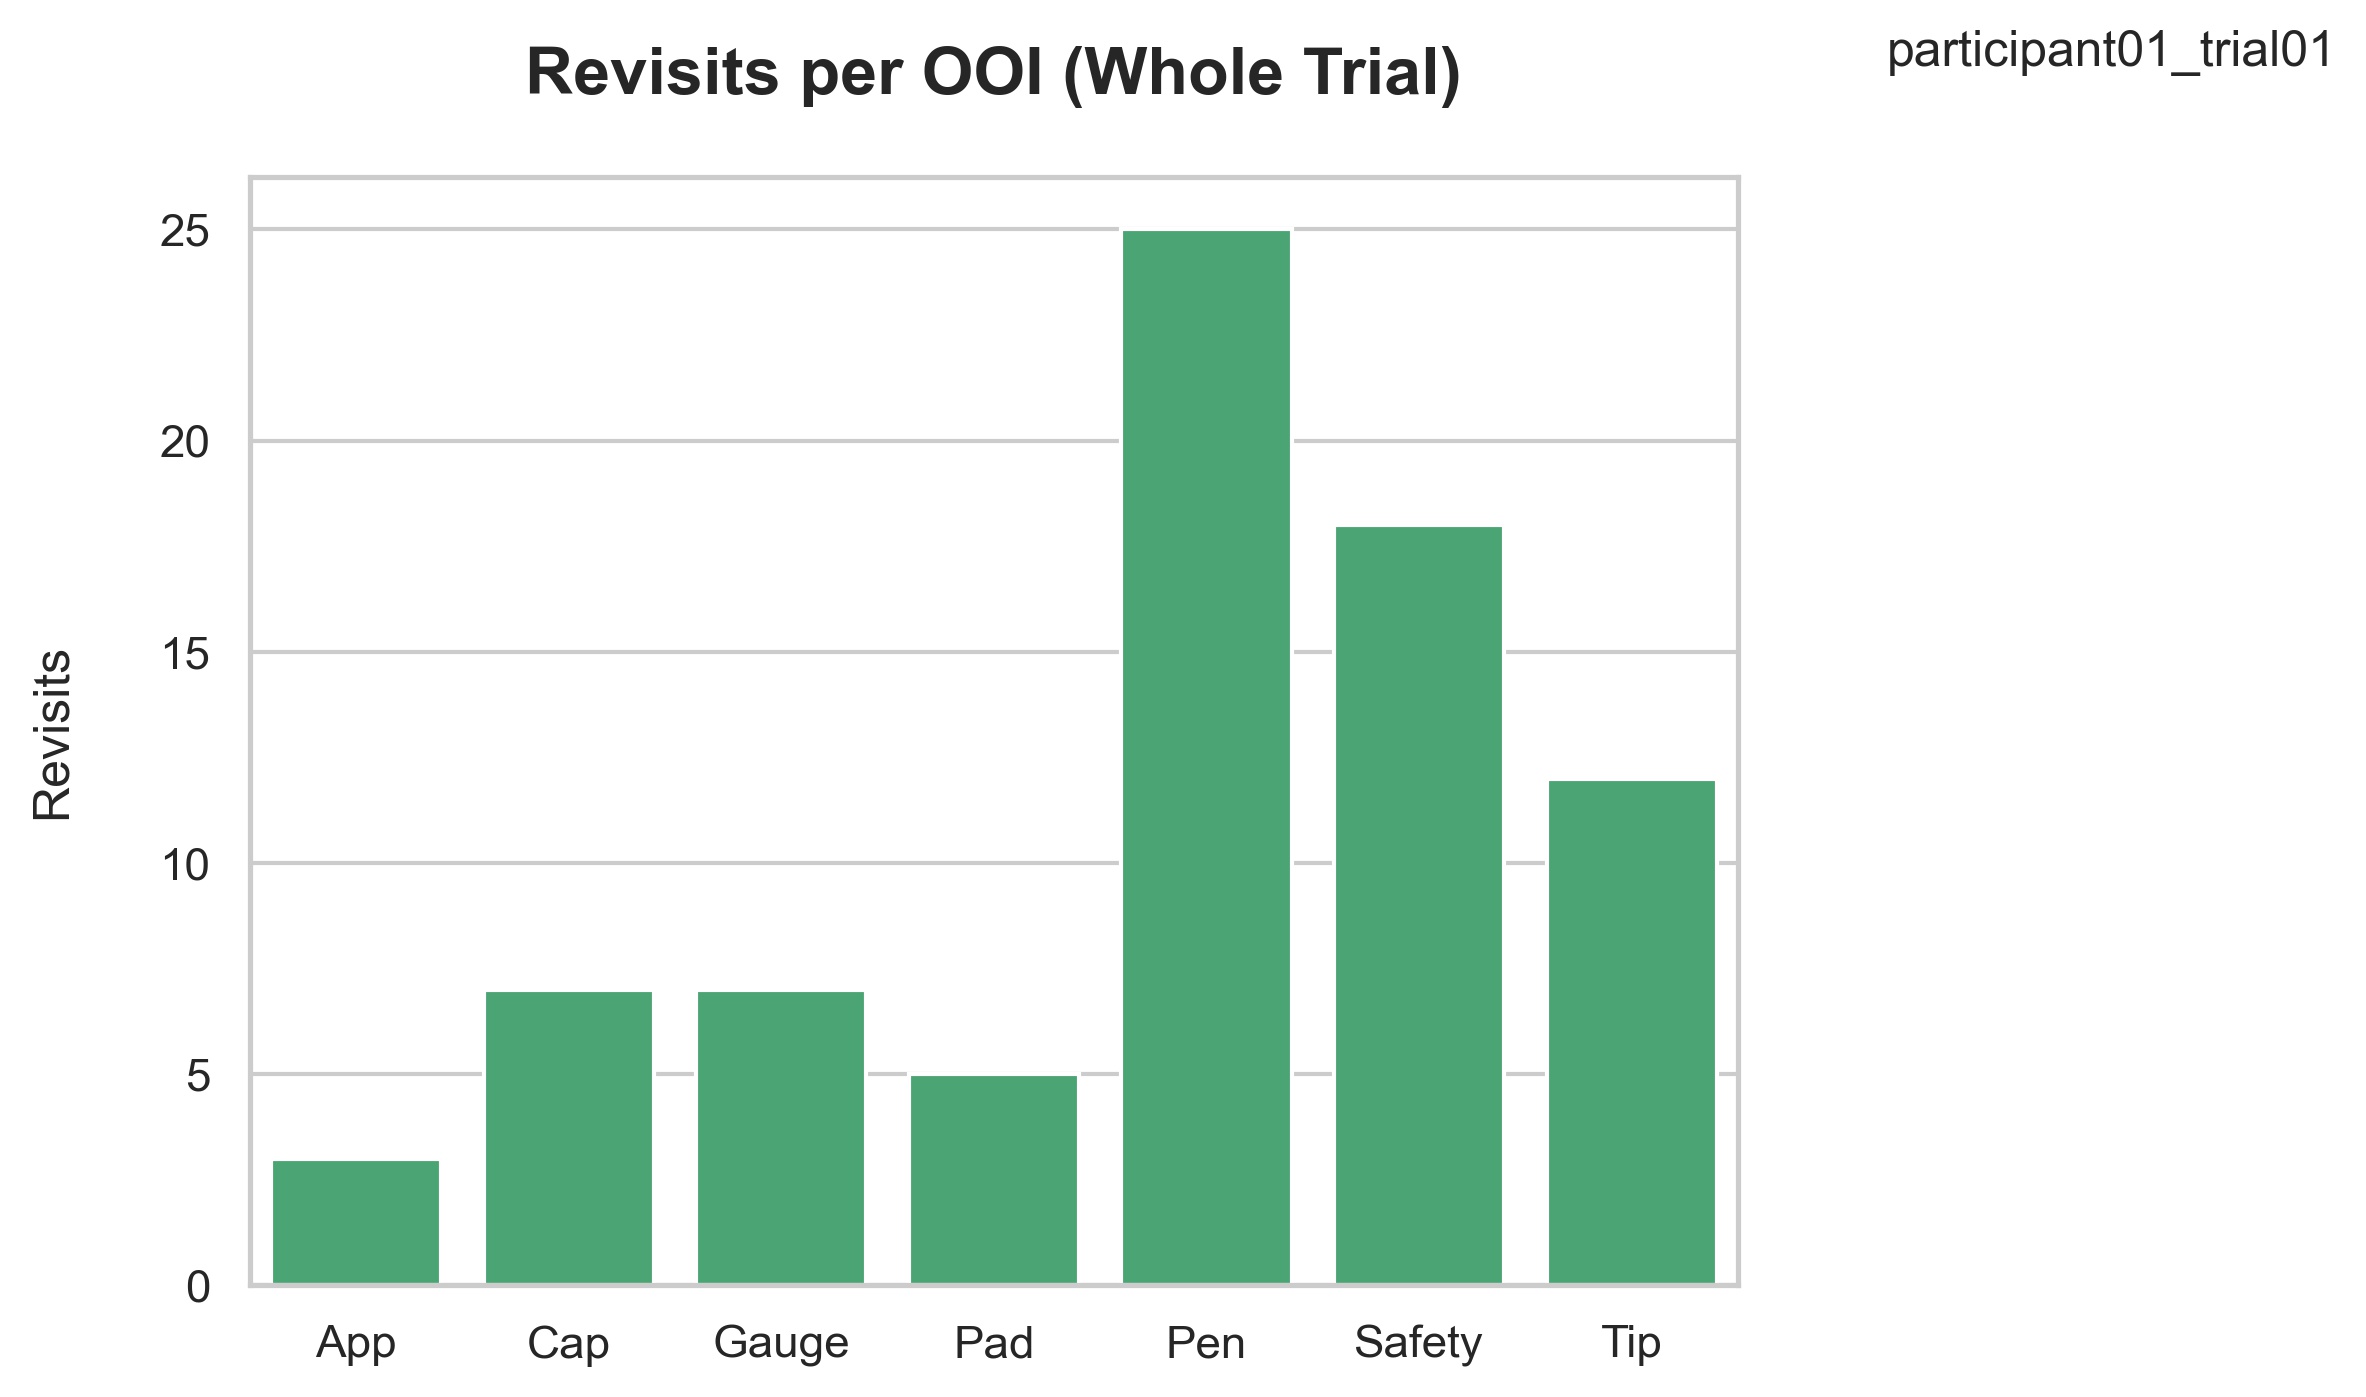 Revisits per OOI (Whole Trial)
participant01_trial01
Revisits
25
20
15
10
5
0
App Cap Gauge Pad Pen Safety Tip